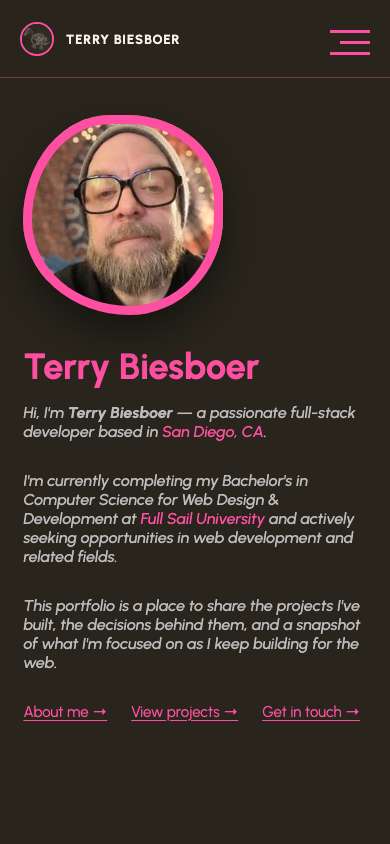 TERRY BIESBOER
Terry Biesboer
Hi, I'm Terry Biesboer — a passionate full-stack
developer based in San Diego, CA.
I'm currently completing my Bachelor's in
Computer Science for Web Design &
Development at Full Sail University and actively
seeking opportunities in web development and
related fields.
This portfolio is a place to share the projects I've
built, the decisions behind them, and a snapshot
of what I'm focused on as I keep building for the
web.
About me → View projects → Get in touch →